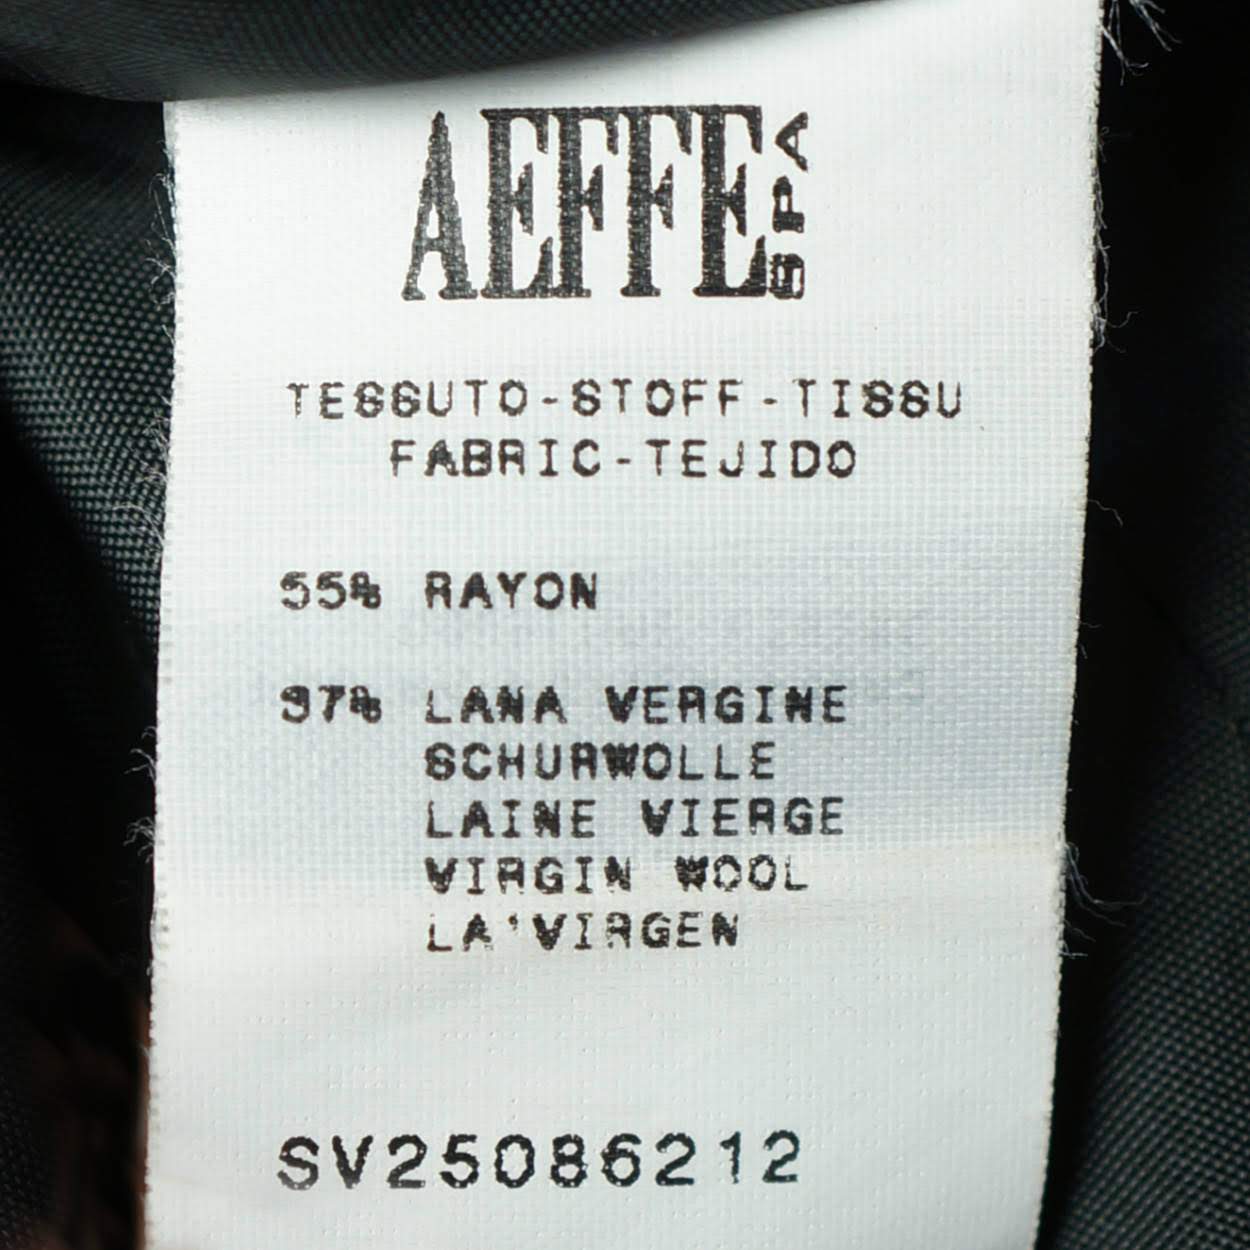 AEFFE SPA
TESSUTO-STOFF-TISSU
FABRIC-TEJIDO
55% RAYON
37% LANA VERGINE
SCHURWOLLE
LAINE VIERGE
VIRGIN WOOL
LA'VIRGEN
SV25086212